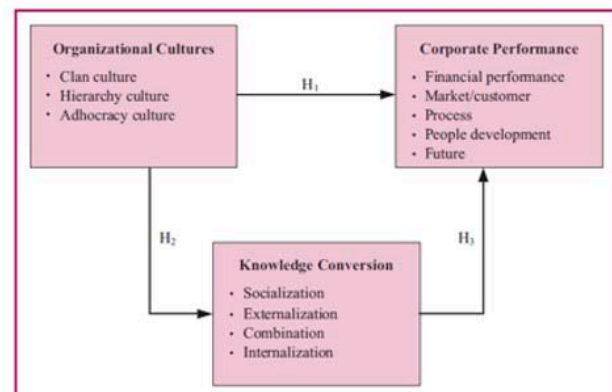 Organizational Cultures
• Clan culture
• Hierarchy culture
• Adhocracy culture
H₁
Corporate Performance
• Financial performance
• Market/customer
• Process
• People development
• Future
H₂
H₃
Knowledge Conversion
• Socialization
• Externalization
• Combination
• Internalization